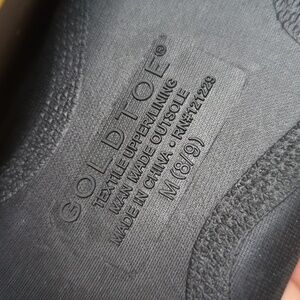 GOLDTOE®
TEXTILE UPPER/LINING
MAN MADE OUTSOLE
MADE IN CHINA • RN#121228
M (8/9)